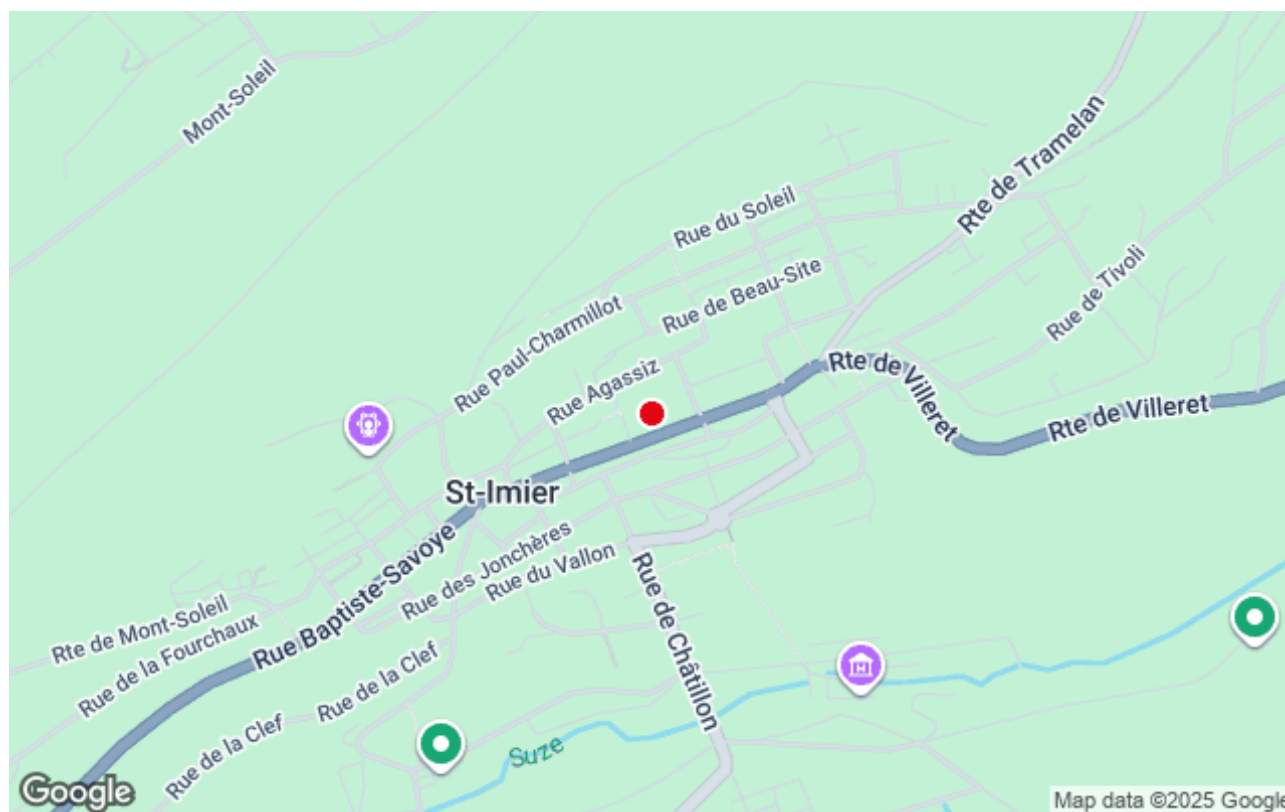 Mont-Soleil
Rte de Tramelan
Rue du Soleil
Rue de Tivoli
Rue de Beau-Site
Rue Paul-Charmillot
Rue Agassiz
Rte de Villeret
Rte de Villeret
St-Imier
Rue des Jonchères
Rue du Vallon
Rue Baptiste-Savoye
Rue de Châtillon
Rte de Mont-Soleil
Rue de la Fourchaux
Rue de la Clef
Rue de la Clef
Suze
Google
Map data ©2025 Google